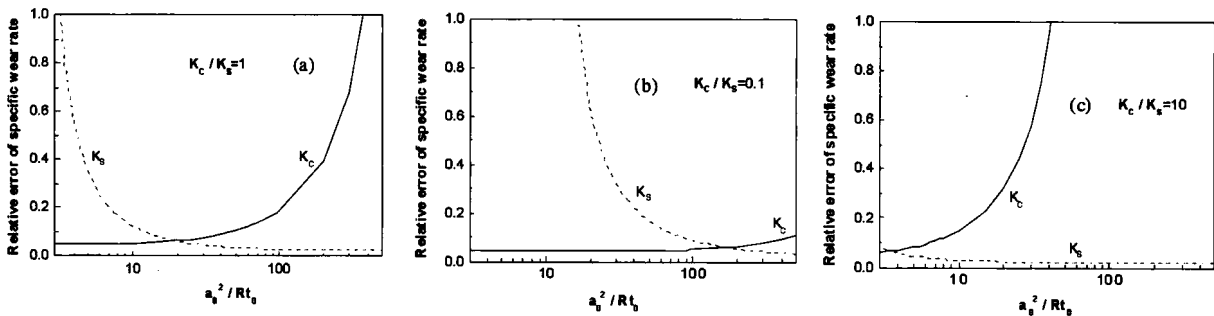 Relative error of specific wear rate
1.0
0.8
0.6
0.4
0.2
0.0
K_c / K_s=1 (a)
K_s
K_c
10 100
a_0^2 / Rt_0
Relative error of specific wear rate
1.0
0.8
0.6
0.4
0.2
0.0
(b) K_c / K_s=0.1
K_s
K_c
10 100
a_0^2 / Rt_0
Relative error of specific wear rate
1.0
0.8
0.6
0.4
0.2
0.0
(c) K_c / K_s=10
K_c
K_s
10 100
a_0^2 / Rt_0